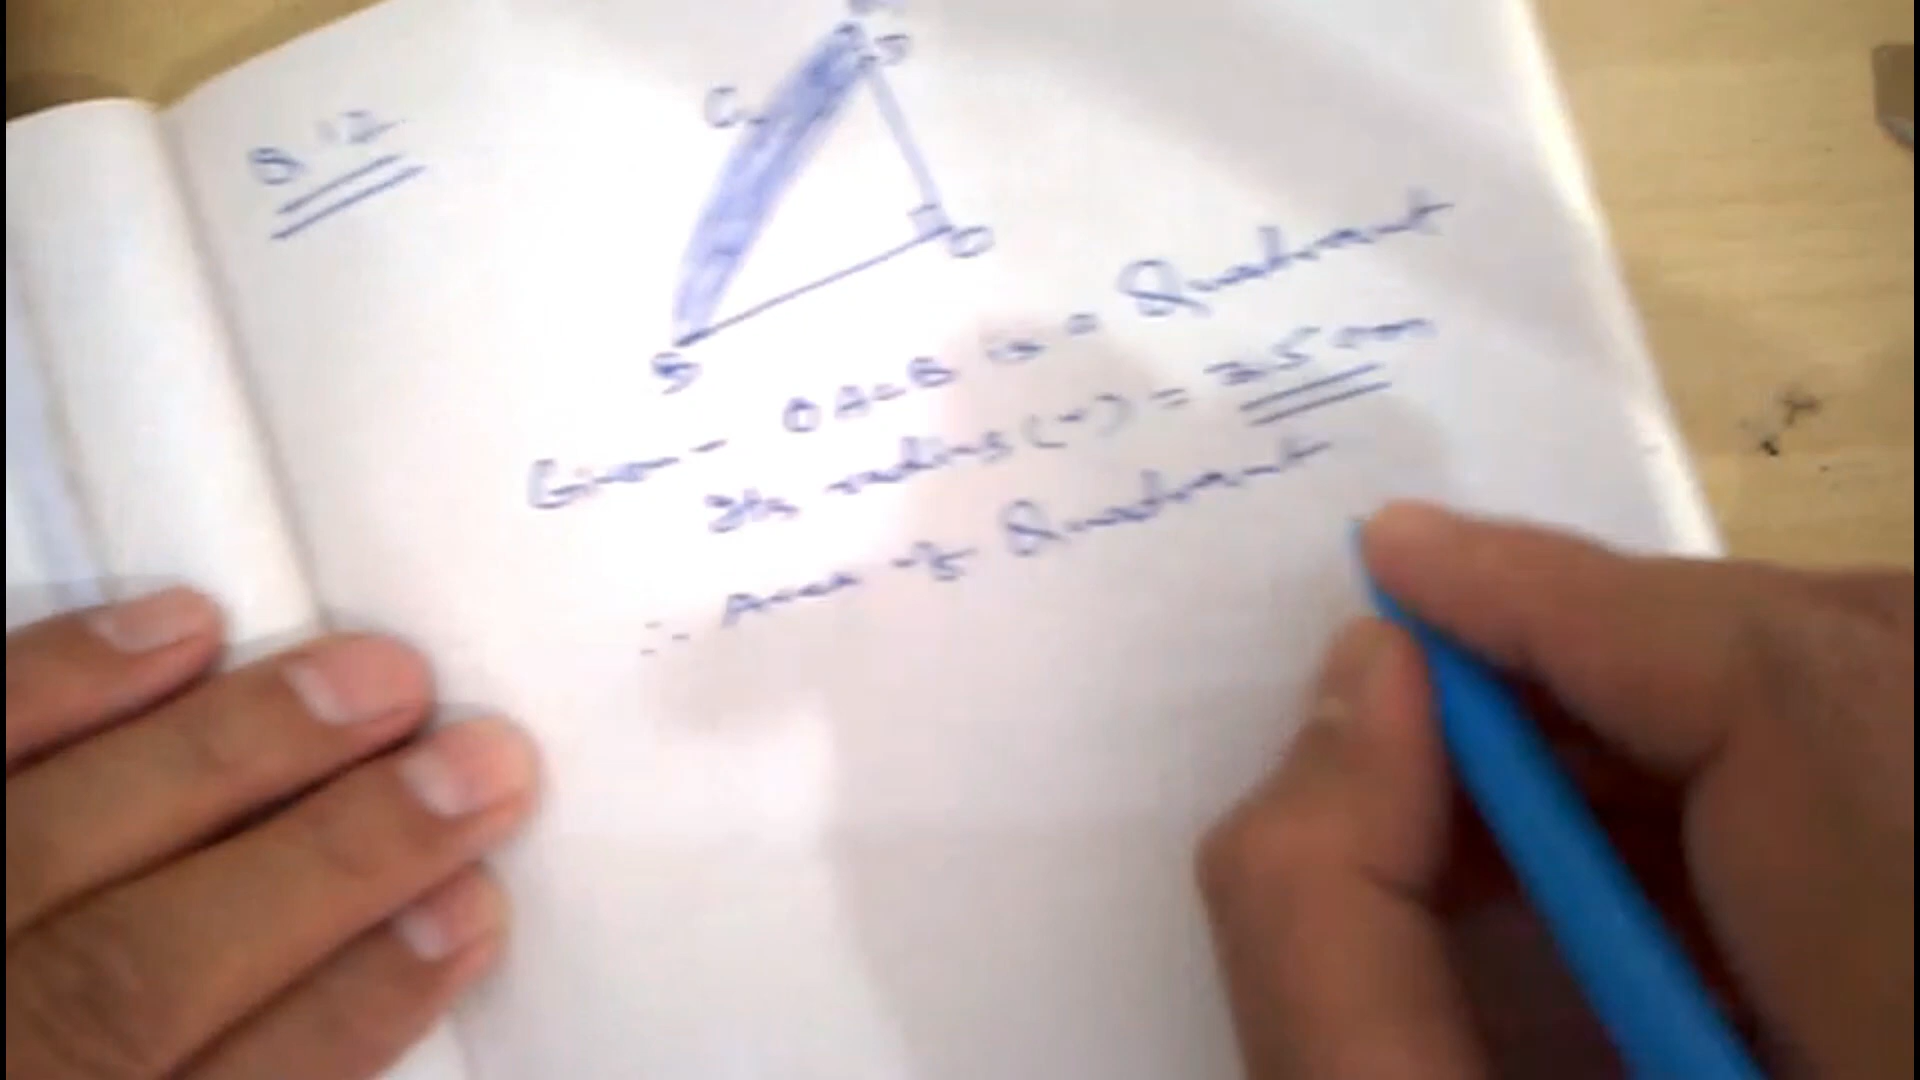 Q.12
C
D
O
B
Given - OACB is a Quadrant
Its radius (r) = 3.5 cm
∴ Area of Quadrant